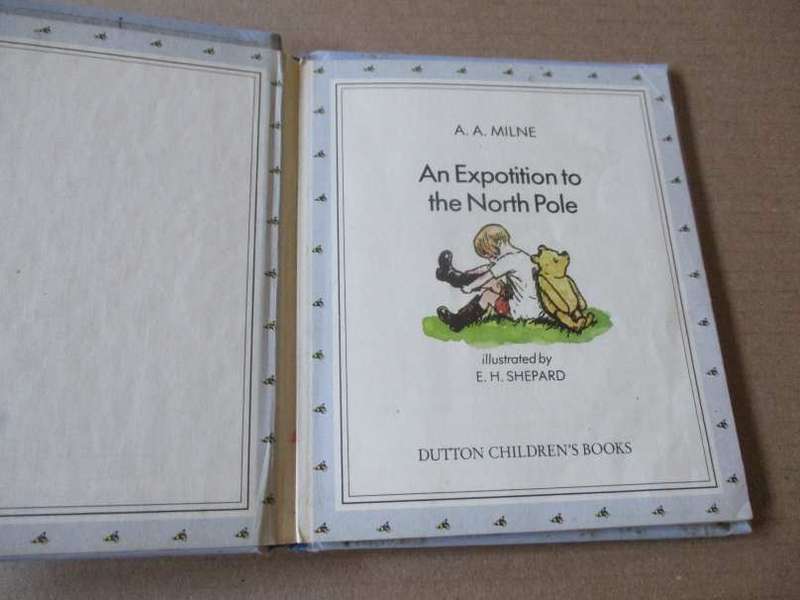 A. A. MILNE
An Expotition to
the North Pole
illustrated by
E. H. SHEPARD
DUTTON CHILDREN'S BOOKS